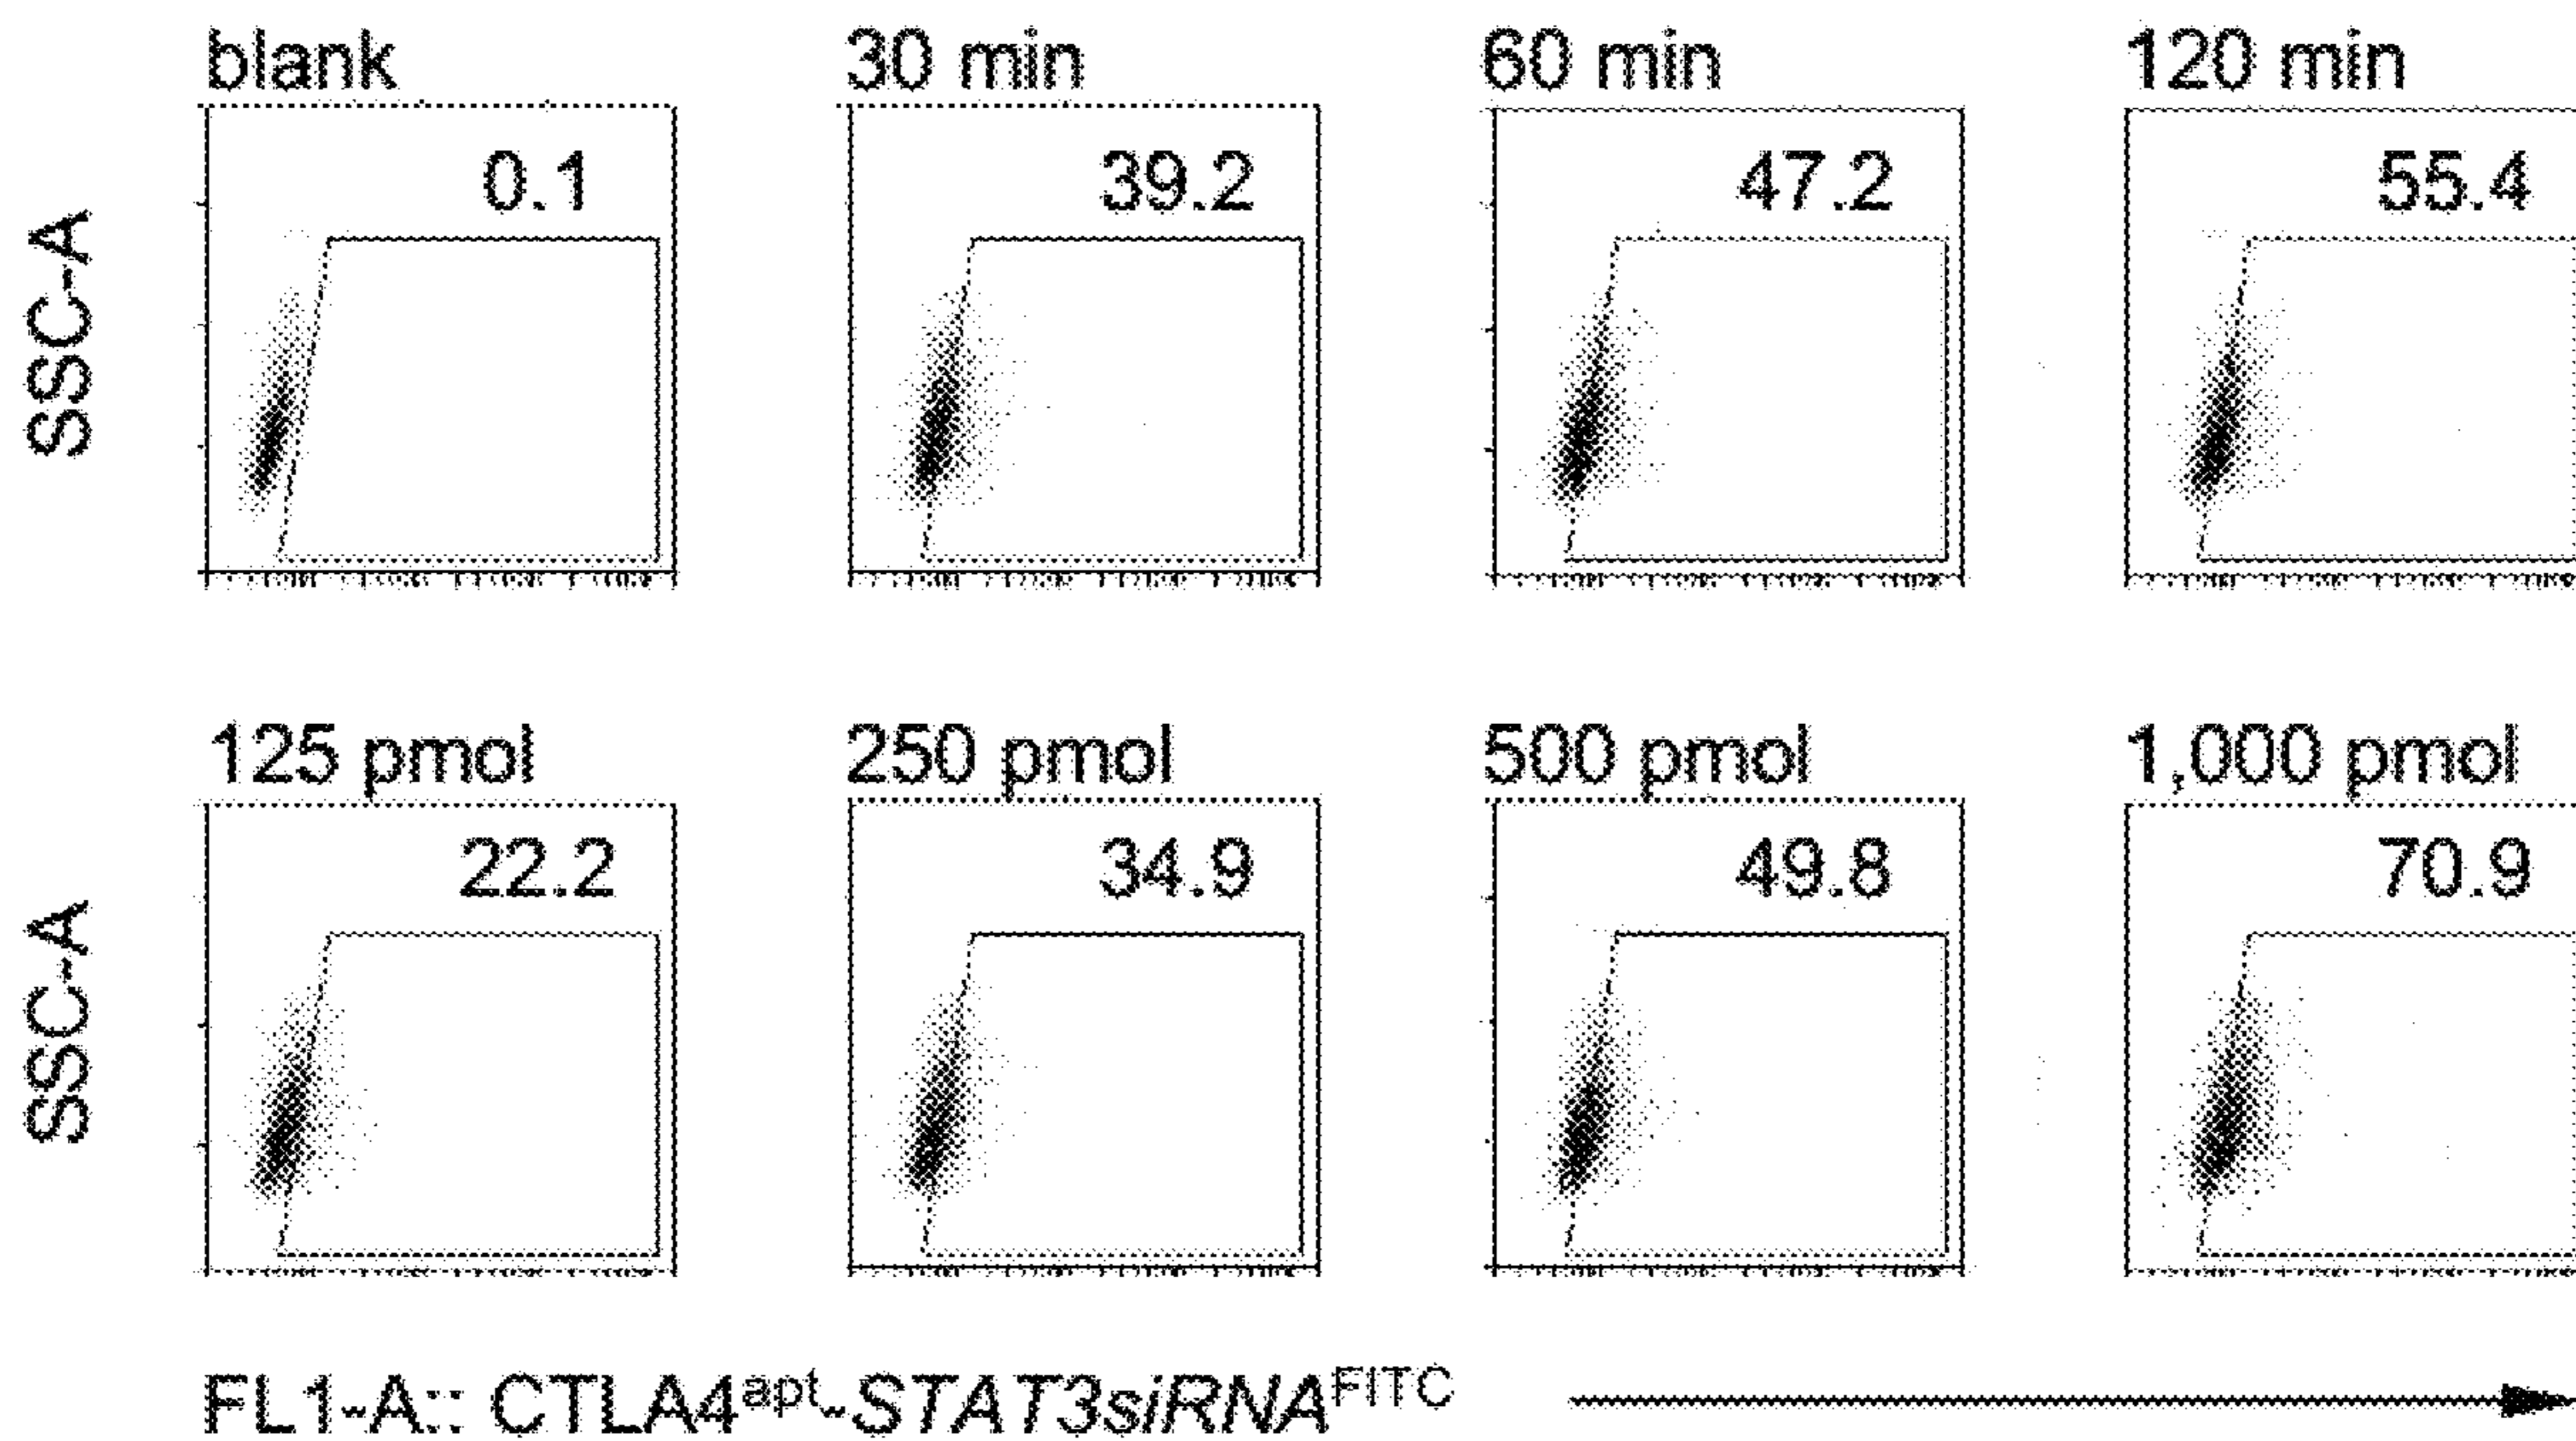 blank 30 min 60 min 120 min
0.1 39.2 47.2 55.4
SSC-A
125 pmol 250 pmol 500 pmol 1,000 pmol
22.2 34.9 49.8 70.9
SSC-A
FL1-A:: CTLA4apt-STAT3siRNAFITC